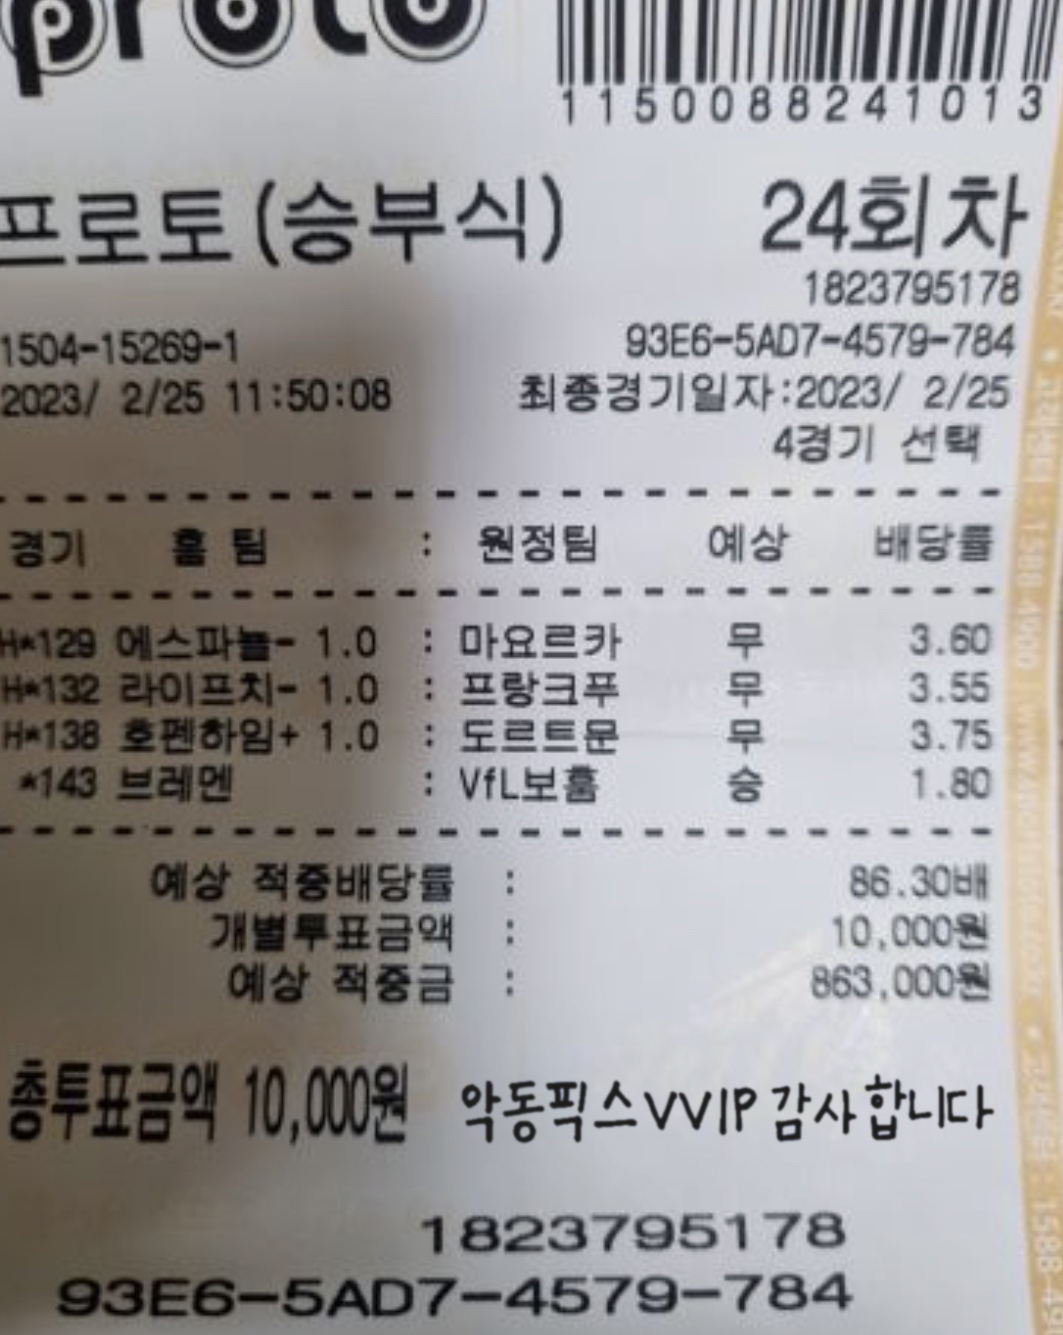 proto
1150088241013
프로토(승부식) 24회차
1823795178
1504-15269-1 93E6-5AD7-4579-784
2023/ 2/25 11:50:08 최종경기일자:2023/ 2/25
4경기 선택
경기 홈팀 : 원정팀 예상 배당률
H*129 에스파뇰- 1.0 : 마요르카 무 3.60
H*132 라이프치- 1.0 : 프랑크푸 무 3.55
H*138 호펜하임+ 1.0 : 도르트문 무 3.75
*143 브레멘 : VfL보훔 승 1.80
예상 적중배당률 : 86.30배
개별투표금액 : 10,000원
예상 적중금 : 863,000원
총투표금액 10,000원 악동픽스VVIP 감사합니다
1823795178
93E6-5AD7-4579-784